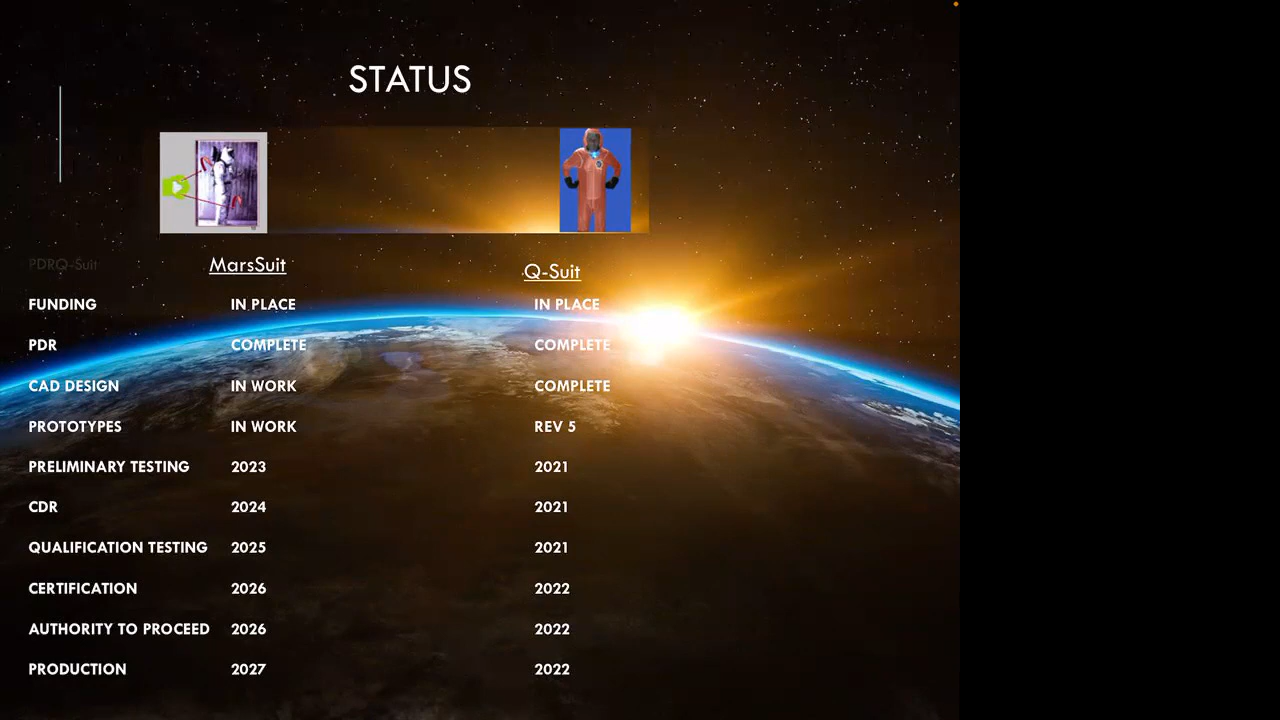 STATUS
PDRQ-Suit MarsSuit Q-Suit
FUNDING IN PLACE IN PLACE
PDR COMPLETE COMPLETE
CAD DESIGN IN WORK COMPLETE
PROTOTYPES IN WORK REV 5
PRELIMINARY TESTING 2023 2021
CDR 2024 2021
QUALIFICATION TESTING 2025 2021
CERTIFICATION 2026 2022
AUTHORITY TO PROCEED 2026 2022
PRODUCTION 2027 2022